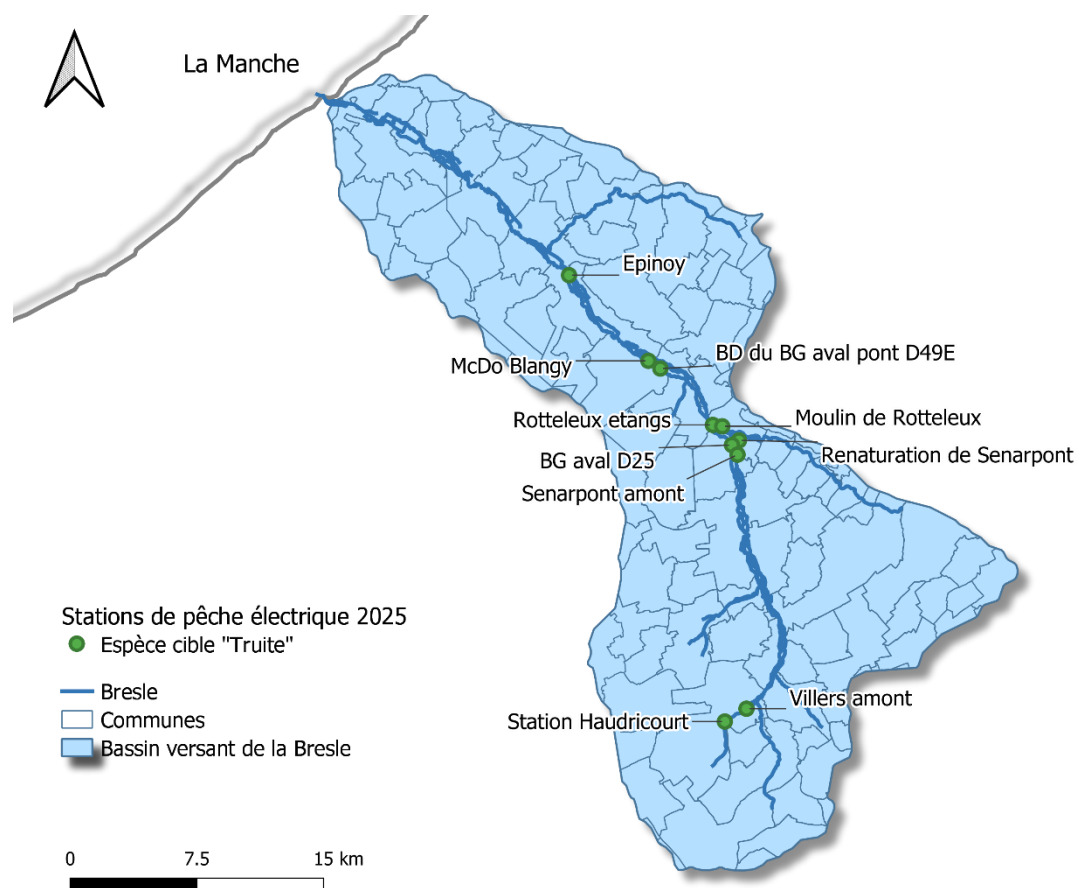 La Manche
Epinoy
BD du BG aval pont D49E
McDo Blangy
Rotteleux etangs
Moulin de Rotteleux
Renaturation de Senarpont
BG aval D25
Senarpont amont
Stations de pêche électrique 2025
Espèce cible "Truite"
Bresle
Communes
Bassin versant de la Bresle
Villers amont
Station Haudricourt
0 7.5 15 km